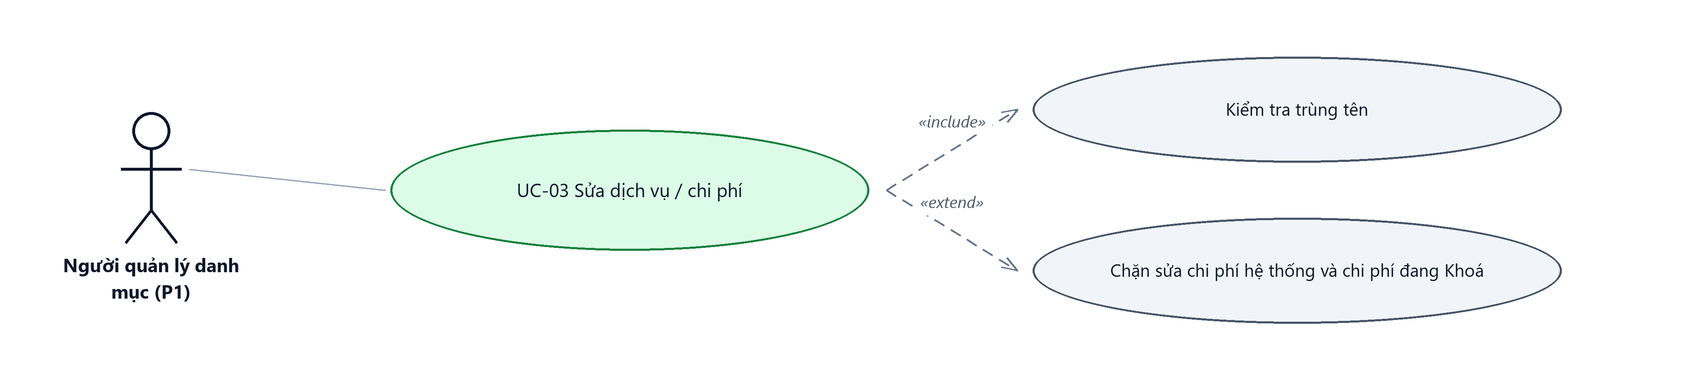 Kiểm tra trùng tên
«include»
UC-03 Sửa dịch vụ / chi phí
«extend»
Người quản lý danh
mục (P1)
Chặn sửa chi phí hệ thống và chi phí đang Khoá